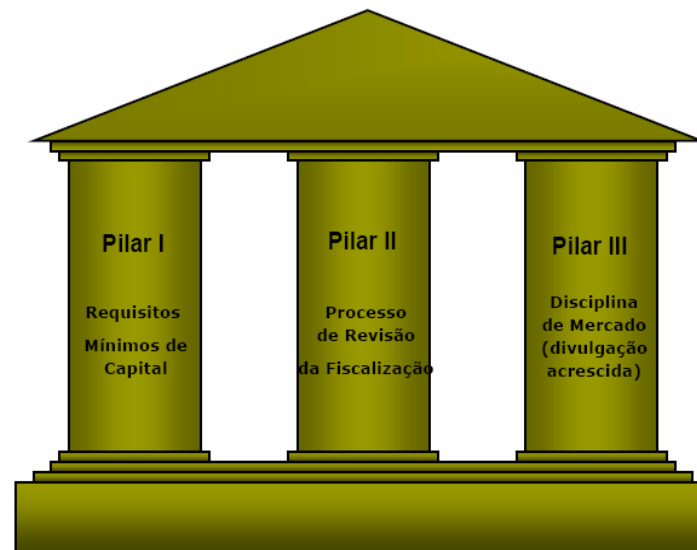 Pilar I
Requisitos
Mínimos de
Capital
Pilar II
Processo
de Revisão
da Fiscalização
Pilar III
Disciplina
de Mercado
(divulgação
acrescida)